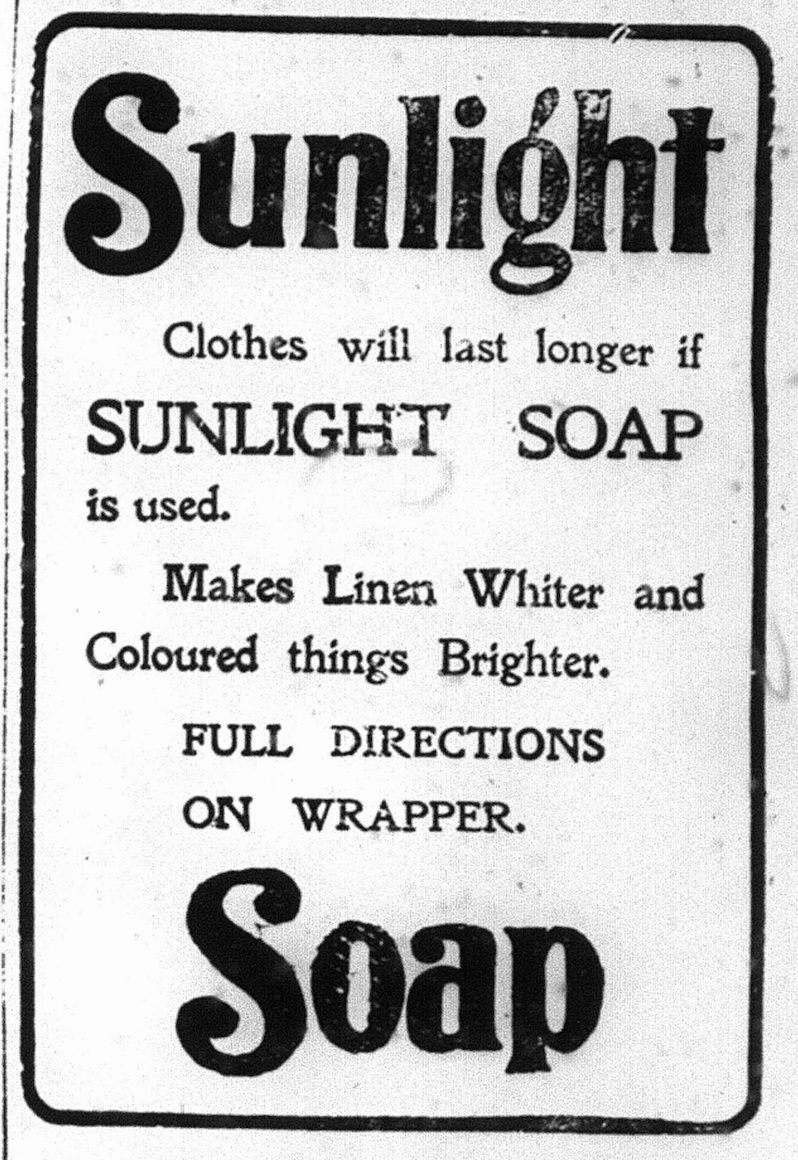 Sunlight
Clothes will last longer if
SUNLIGHT SOAP
is used.
Makes Linen Whiter and
Coloured things Brighter.
FULL DIRECTIONS
ON WRAPPER.
Soap